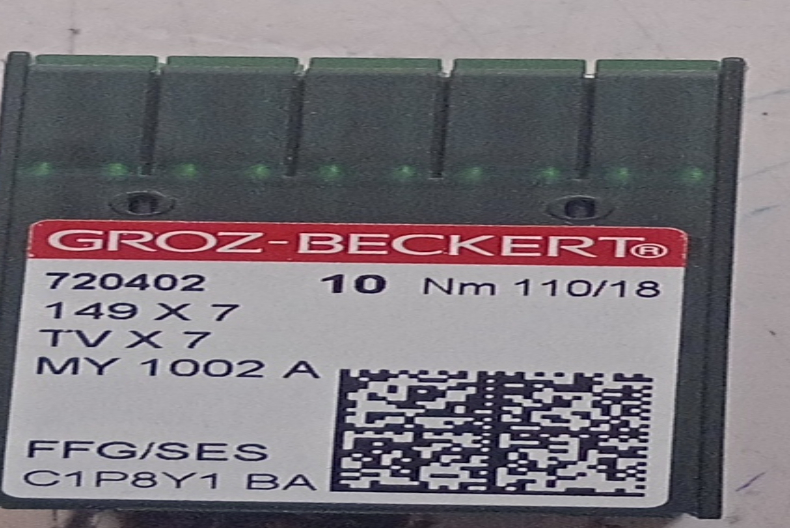 GROZ-BECKERT®
720402 10 Nm 110/18
149 X 7
TV X 7
MY 1002 A
FFG/SES
C1P8Y1 BA